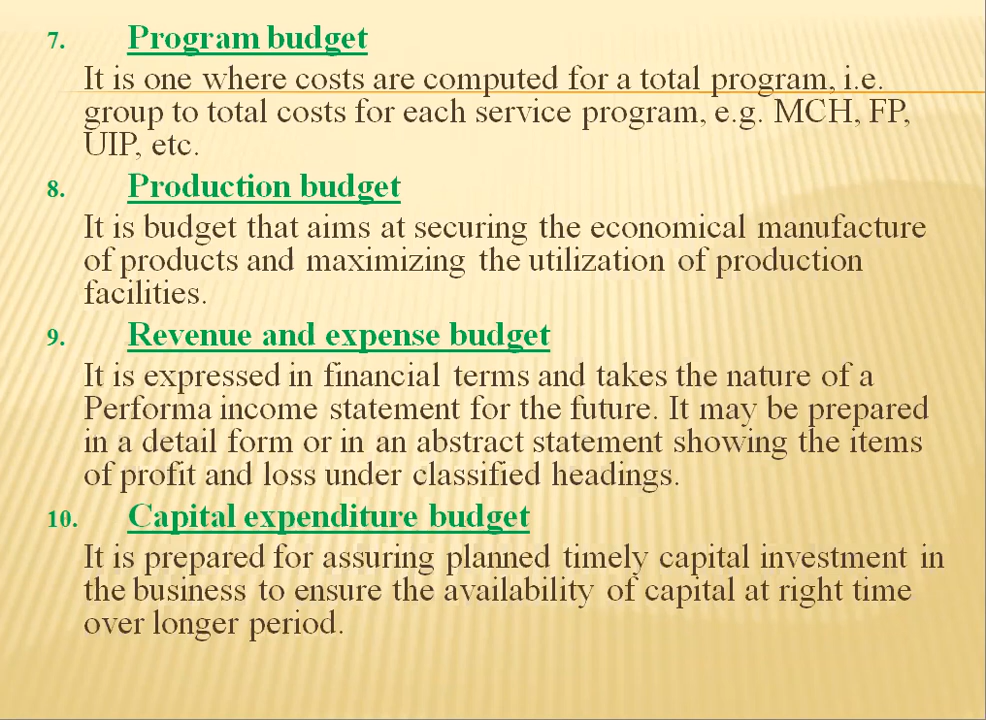 7. Program budget
It is one where costs are computed for a total program, i.e.
group to total costs for each service program, e.g. MCH, FP,
UIP, etc.
8. Production budget
It is budget that aims at securing the economical manufacture
of products and maximizing the utilization of production
facilities.
9. Revenue and expense budget
It is expressed in financial terms and takes the nature of a
Performa income statement for the future. It may be prepared
in a detail form or in an abstract statement showing the items
of profit and loss under classified headings.
10. Capital expenditure budget
It is prepared for assuring planned timely capital investment in
the business to ensure the availability of capital at right time
over longer period.